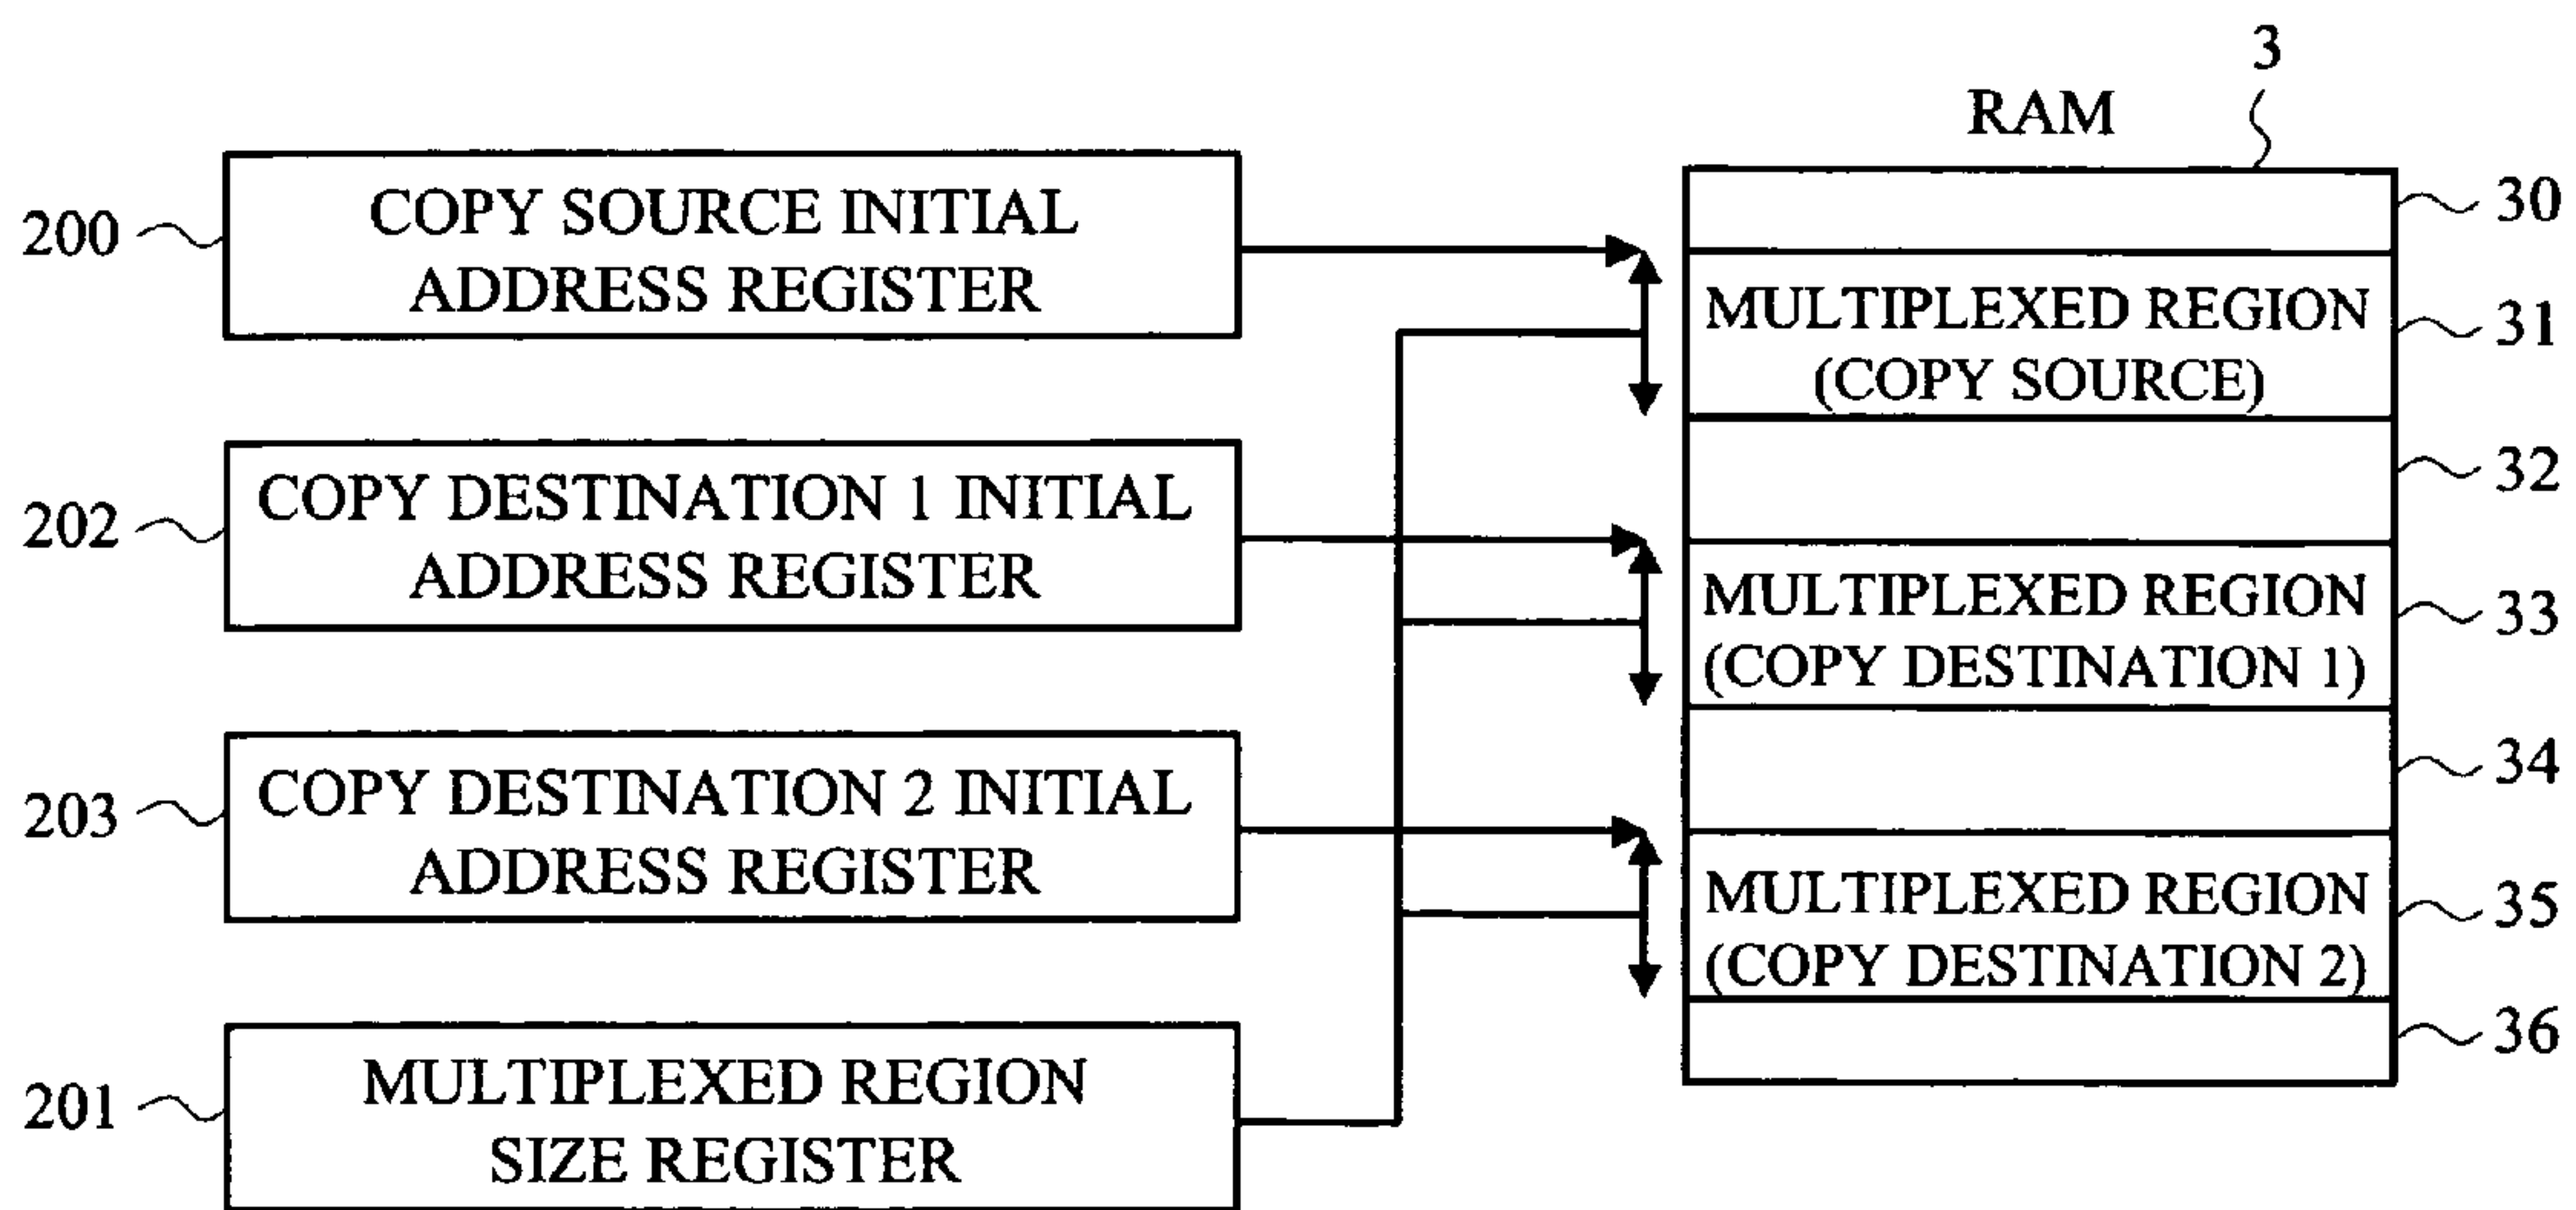 3
RAM
200
COPY SOURCE INITIAL
ADDRESS REGISTER
202
COPY DESTINATION 1 INITIAL
ADDRESS REGISTER
203
COPY DESTINATION 2 INITIAL
ADDRESS REGISTER
201
MULTIPLEXED REGION
SIZE REGISTER
30
MULTIPLEXED REGION
(COPY SOURCE)
31
32
MULTIPLEXED REGION
(COPY DESTINATION 1)
33
34
MULTIPLEXED REGION
(COPY DESTINATION 2)
35
36